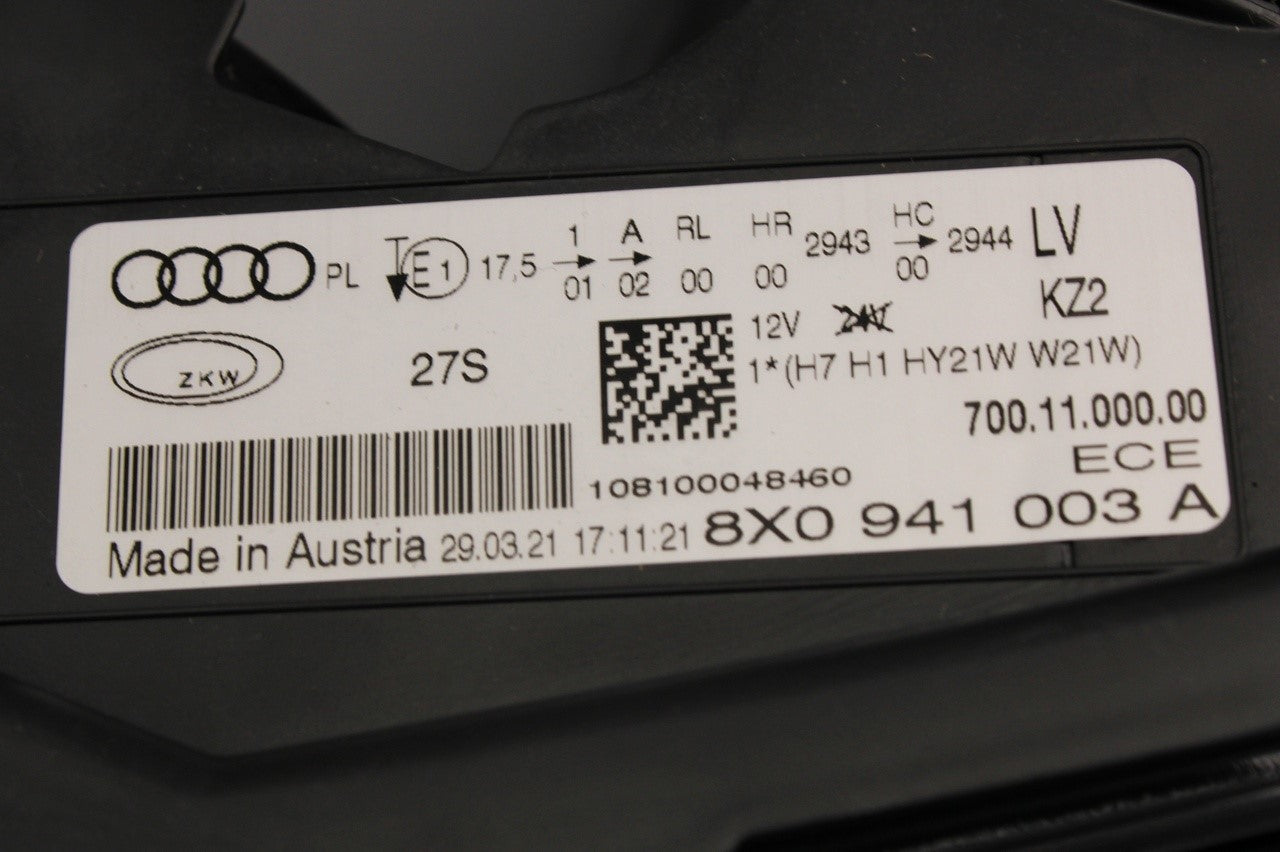 PL E1 17,5 1 A RL HR 2943 HC 2944 LV
01 02 00 00 00
KZ2
ZKW 27S 12V 24V
1*(H7 H1 HY21W W21W)
700.11.000.00
ECE
108100048460
Made in Austria 29.03.21 17:11:21 8X0 941 003 A